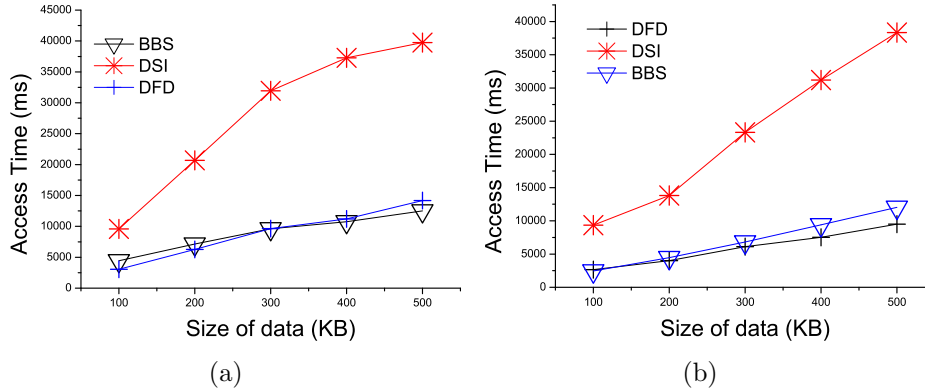 45000
40000
35000
30000
25000
20000
15000
10000
5000
0
Access Time (ms)
BBS
DSI
DFD
100 200 300 400 500
Size of data (KB)
(a)
40000
35000
30000
25000
20000
15000
10000
5000
0
Access Time (ms)
DFD
DSI
BBS
100 200 300 400 500
Size of data (KB)
(b)